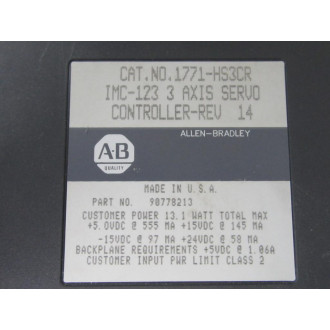 CAT.NO.1771-HS3CR
IMC-123 3 AXIS SERVO
CONTROLLER-REV 14
ALLEN-BRADLEY
A-B
QUALITY
MADE IN U.S.A.
PART NO. 90778213
CUSTOMER POWER 13.1 WATT TOTAL MAX
+5.0VDC @ 555 MA +15VDC @ 145 MA
-15VDC @ 97 MA +24VDC @ 58 MA
BACKPLANE REQUIREMENTS +5VDC @ 1.06A
CUSTOMER INPUT PWR LIMIT CLASS 2